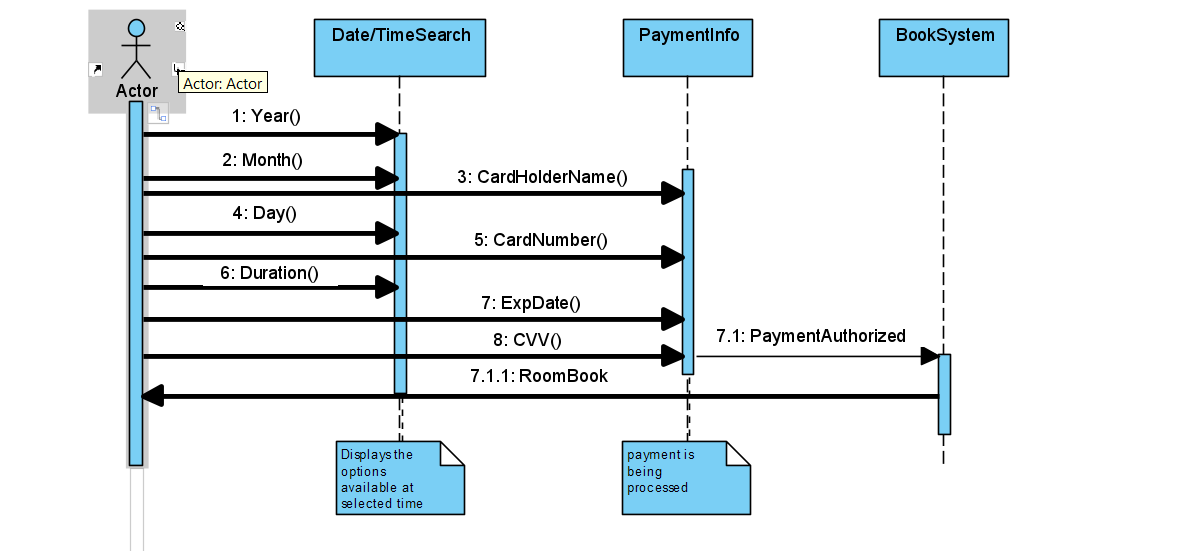 Date/TimeSearch
PaymentInfo
BookSystem
Actor
Actor: Actor
1: Year()
2: Month()
3: CardHolderName()
4: Day()
5: CardNumber()
6: Duration()
7: ExpDate()
8: CVV()
7.1: PaymentAuthorized
7.1.1: RoomBook
Displays the
options
available at
selected time
payment is
being
processed